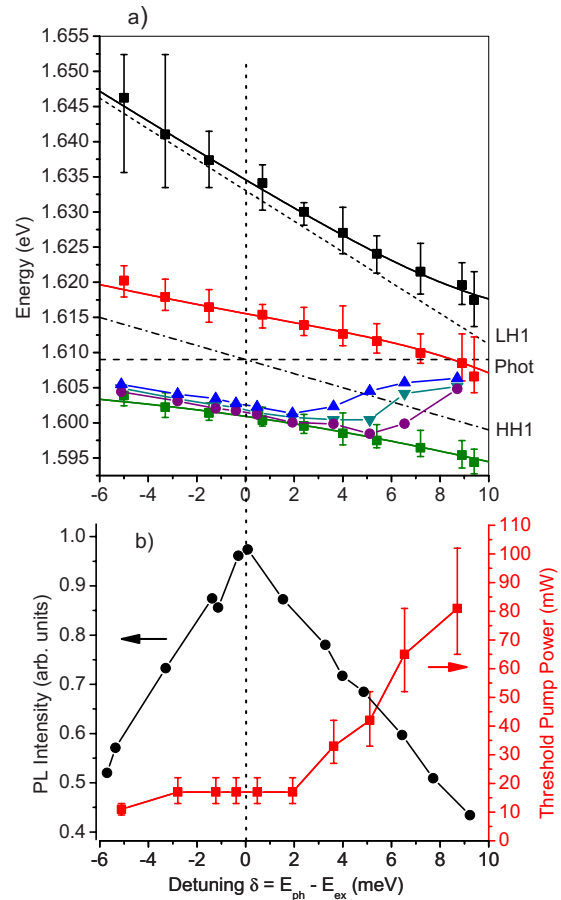 a)
1.655
1.650
1.645
1.640
1.635
1.630
1.625
1.620
1.615
1.610
1.605
1.600
1.595
Energy (eV)
LH1
Phot
HH1
-6 -4 -2 0 2 4 6 8 10
b)
1.0
0.9
0.8
0.7
0.6
0.5
0.4
PL Intensity (arb. units)
110
100
90
80
70
60
50
40
30
20
10
0
Threshold Pump Power (mW)
-6 -4 -2 0 2 4 6 8 10
Detuning δ = E_ph - E_ex (meV)